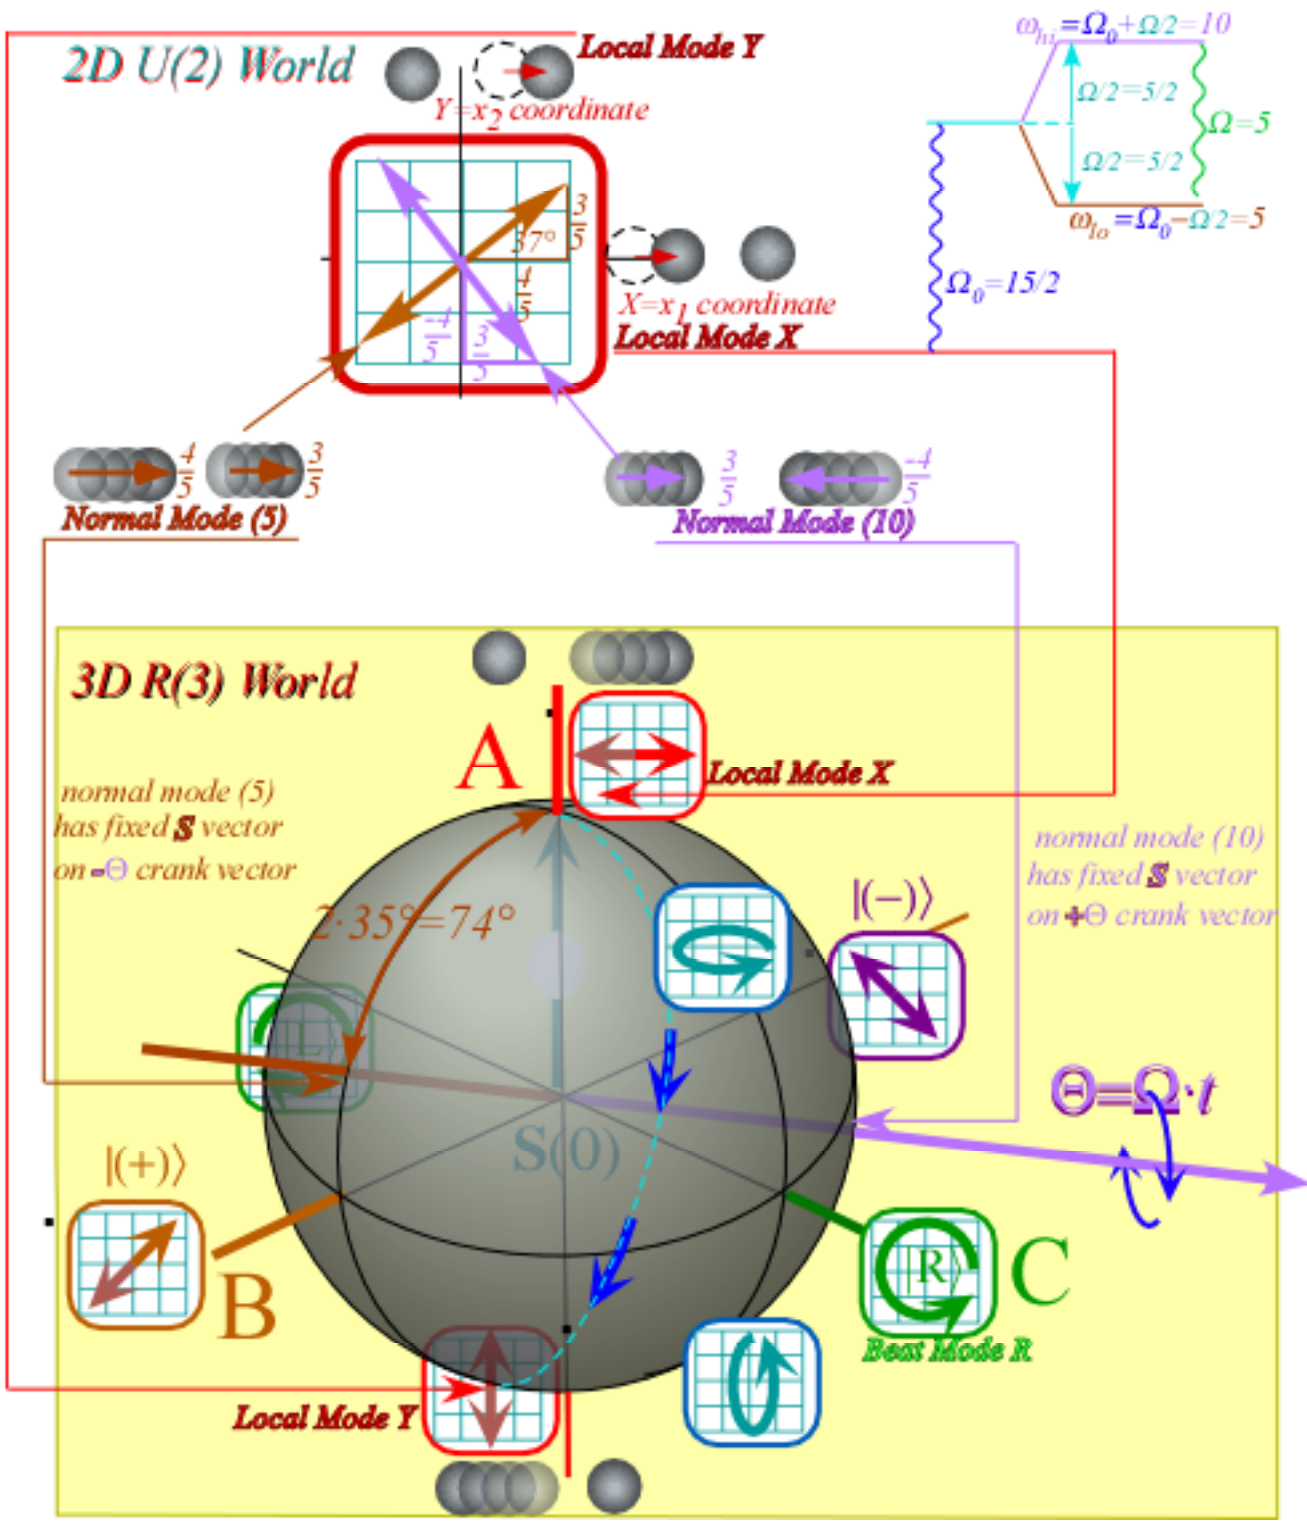 2D U(2) World
Local Mode Y
Y=x2 coordinate
ωhi=Ω0+Ω/2=10
Ω/2=5/2
Ω=5
Ω/2=5/2
ωlo=Ω0-Ω/2=5
Ω0=15/2
37°
3/5
4/5
-4/5
3/5
X=x1 coordinate
Local Mode X
4/5
3/5
Normal Mode (5)
3/5
-4/5
Normal Mode (10)
3D R(3) World
A
Local Mode X
normal mode (5)
has fixed S vector
on -Θ crank vector
normal mode (10)
has fixed S vector
on +Θ crank vector
2·35°=74°
|(-)⟩
|L⟩
Θ=Ω·t
S(0)
|(+)⟩
B
|R⟩
C
Beat Mode R
Local Mode Y